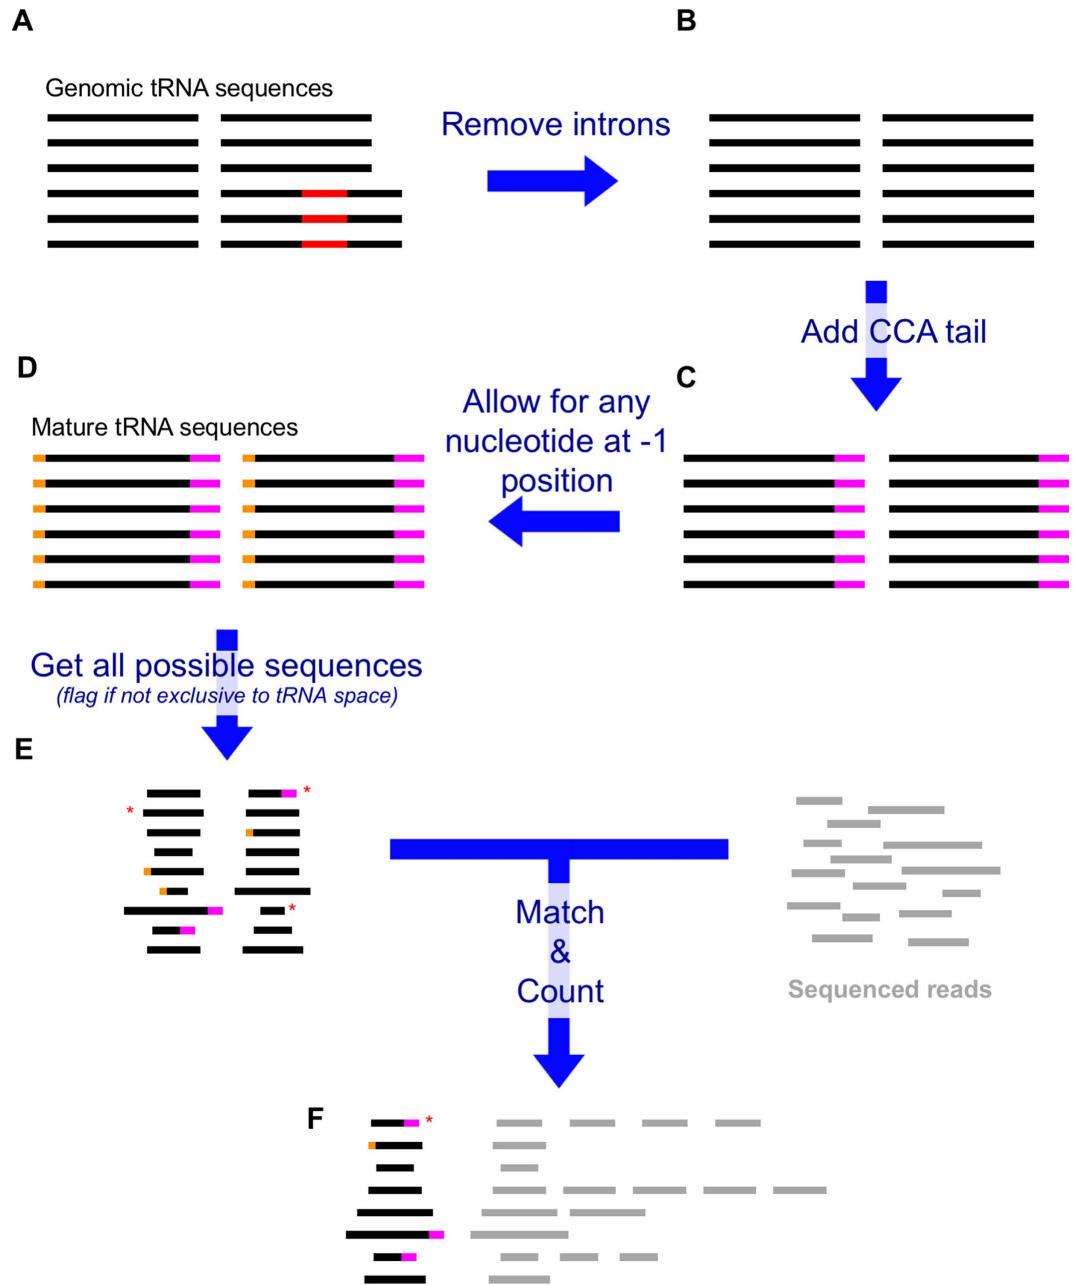 A
B
Genomic tRNA sequences
Remove introns
Add CCA tail
D
C
Mature tRNA sequences
Allow for any
nucleotide at -1
position
Get all possible sequences
(flag if not exclusive to tRNA space)
E
*
*
*
Match
&
Count
Sequenced reads
F
*